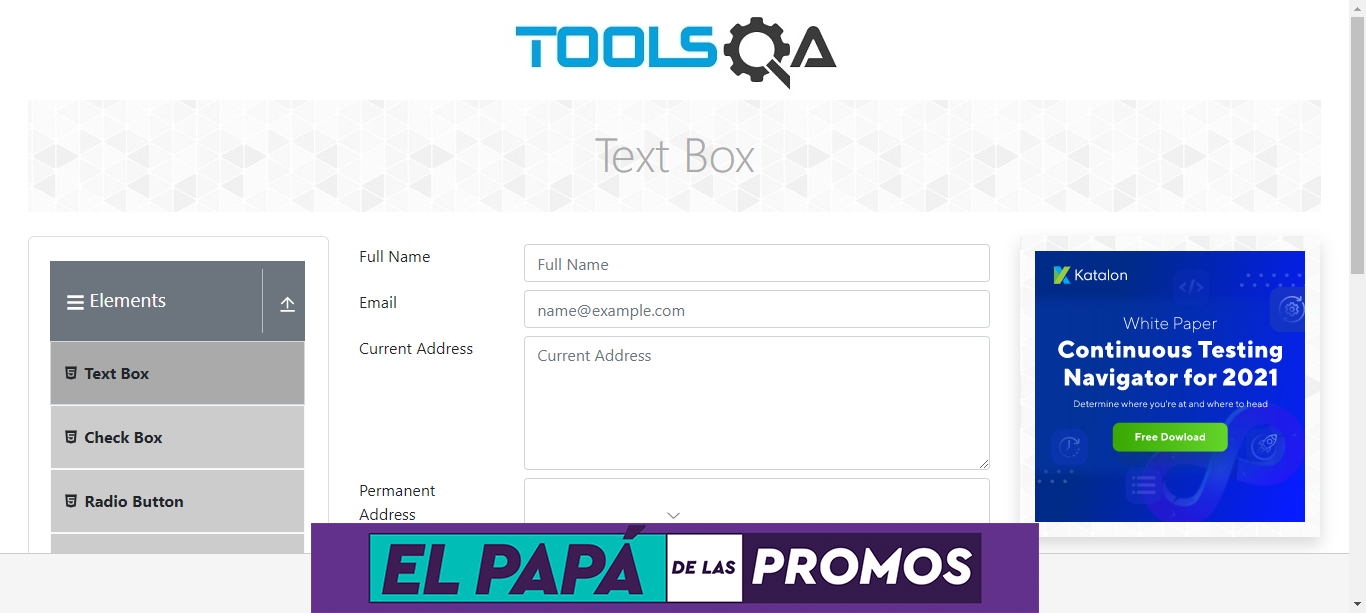 TOOLSQA
Text Box
Elements
Text Box
Check Box
Radio Button
Full Name
Full Name
Email
name@example.com
Current Address
Current Address
Permanent
Address
Katalon
</>
White Paper
Continuous Testing
Navigator for 2021
Determine where you're at and where to head
Free Dowload
EL PAPÁ DE LAS PROMOS